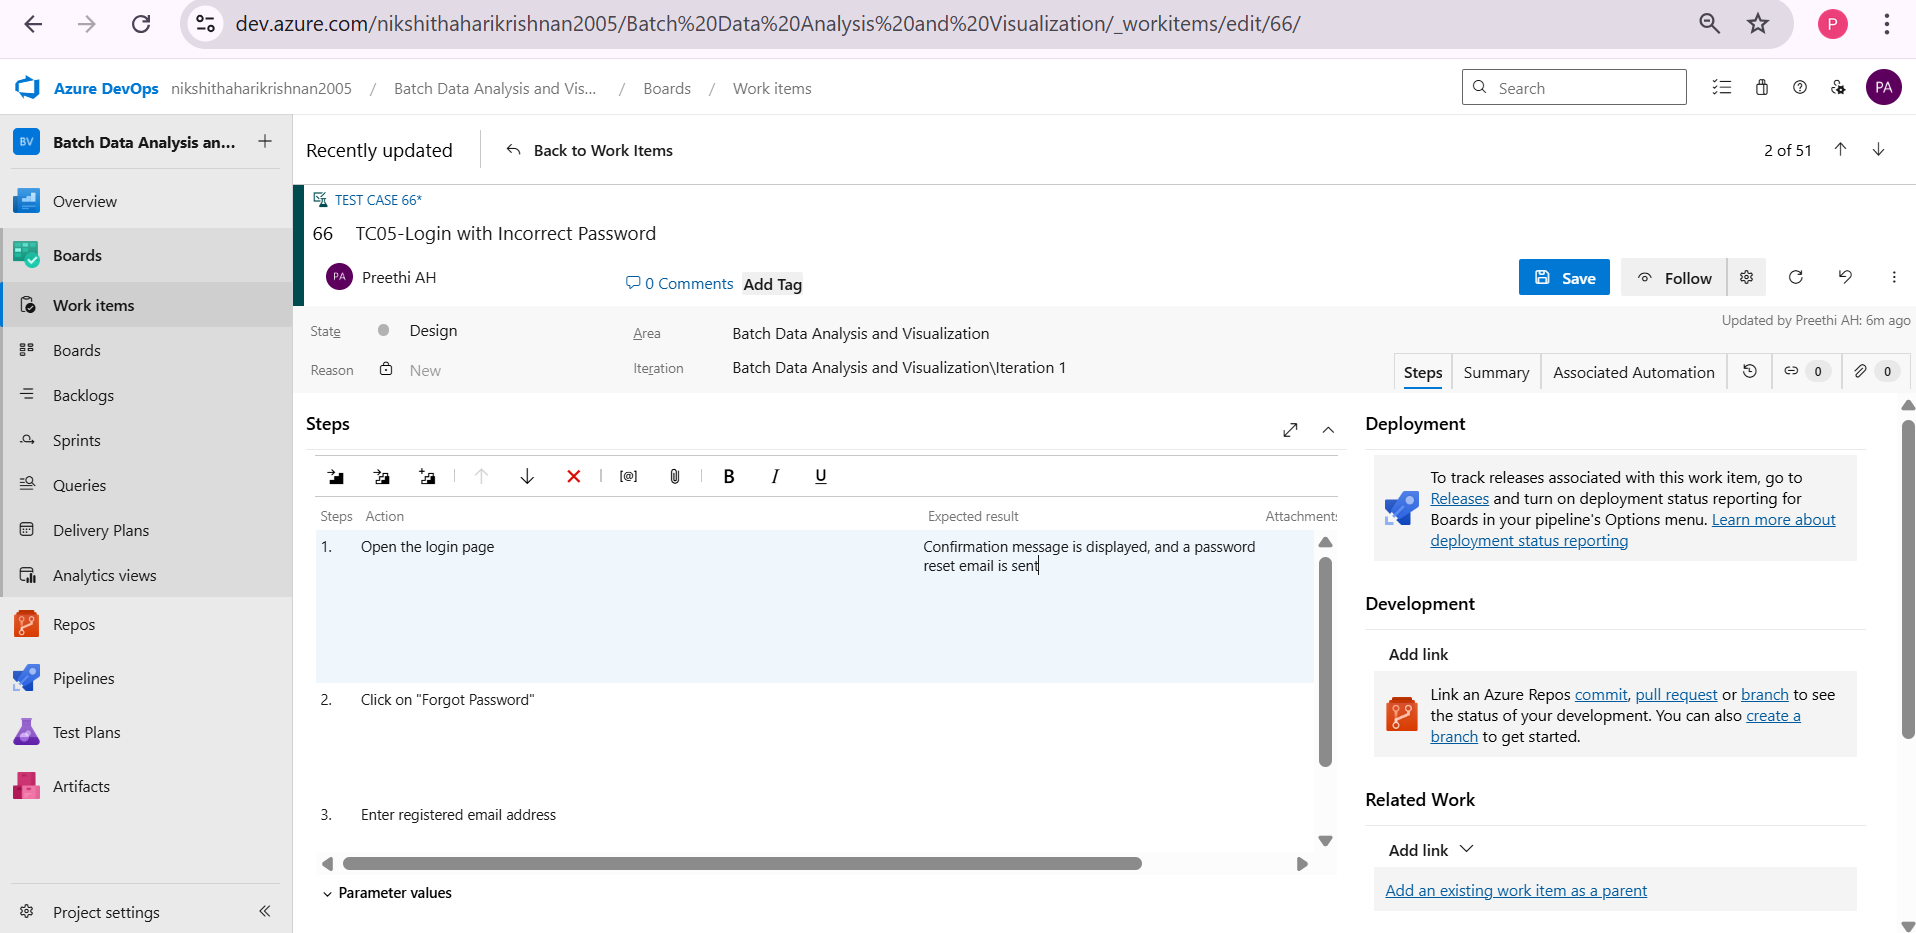 dev.azure.com/nikshithaharikrishnan2005/Batch%20Data%20Analysis%20and%20Visualization/_workitems/edit/66/
P
Azure DevOps nikshithaharikrishnan2005 / Batch Data Analysis and Vis... / Boards / Work items
Search
PA
BV Batch Data Analysis an... +
Overview
Boards
Work items
Boards
Backlogs
Sprints
Queries
Delivery Plans
Analytics views
Repos
Pipelines
Test Plans
Artifacts
Project settings
Recently updated
Back to Work Items
2 of 51
TEST CASE 66*
66 TC05-Login with Incorrect Password
PA Preethi AH
0 Comments Add Tag
Save
Follow
State Design
Area Batch Data Analysis and Visualization
Updated by Preethi AH: 6m ago
Reason New
Iteration Batch Data Analysis and Visualization\Iteration 1
Steps Summary Associated Automation 0 0
Steps
[@] B I U
Steps Action Expected result Attachments
1. Open the login page
Confirmation message is displayed, and a password
reset email is sent
2. Click on "Forgot Password"
3. Enter registered email address
Parameter values
Deployment
To track releases associated with this work item, go to
Releases and turn on deployment status reporting for
Boards in your pipeline's Options menu. Learn more about
deployment status reporting
Development
Add link
Link an Azure Repos commit, pull request or branch to see
the status of your development. You can also create a
branch to get started.
Related Work
Add link
Add an existing work item as a parent